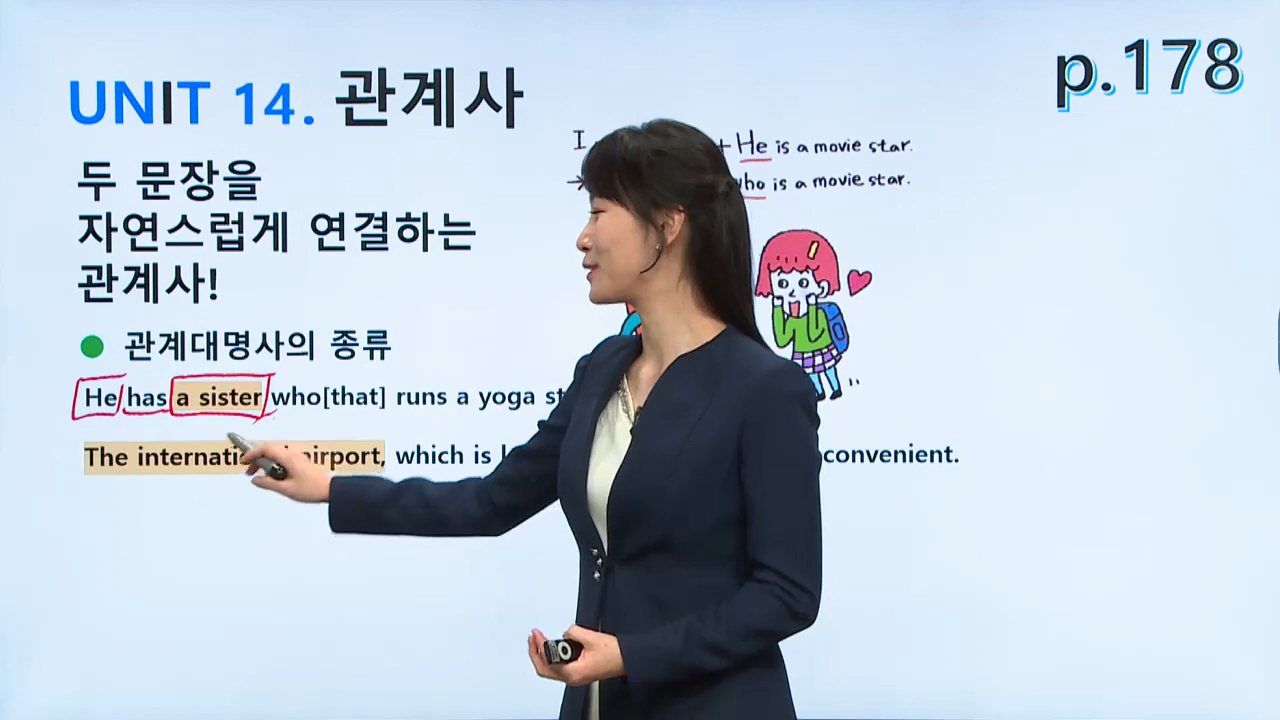 p.178
UNIT 14. 관계사
I + He is a movie star.
→ who is a movie star.
두 문장을
자연스럽게 연결하는
관계사!
● 관계대명사의 종류
He has a sister who[that] runs a yoga
The international airport, which is convenient.